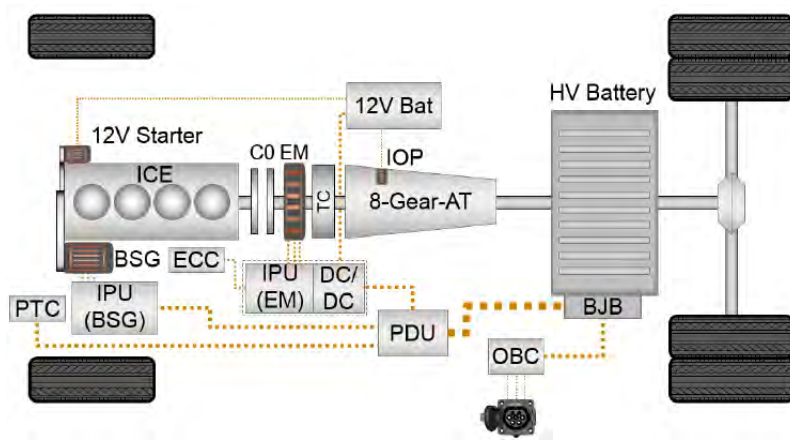 12V Bat
HV Battery
12V Starter
C0 EM
IOP
ICE
TC
8-Gear-AT
BSG
ECC
IPU
(EM)
DC/
DC
PTC
IPU
(BSG)
PDU
BJB
OBC